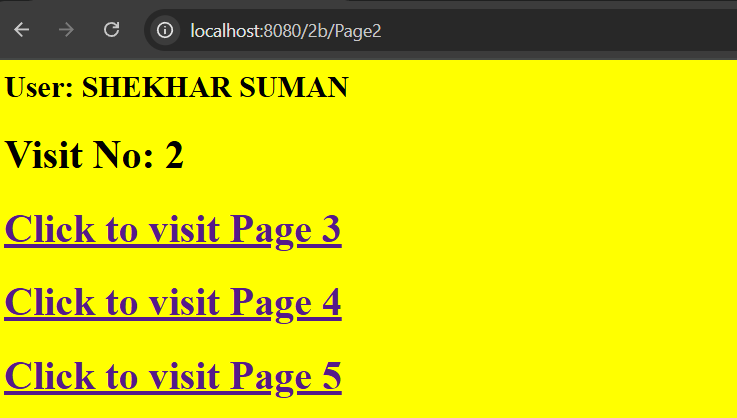 localhost:8080/2b/Page2
User: SHEKHAR SUMAN
Visit No: 2
Click to visit Page 3
Click to visit Page 4
Click to visit Page 5